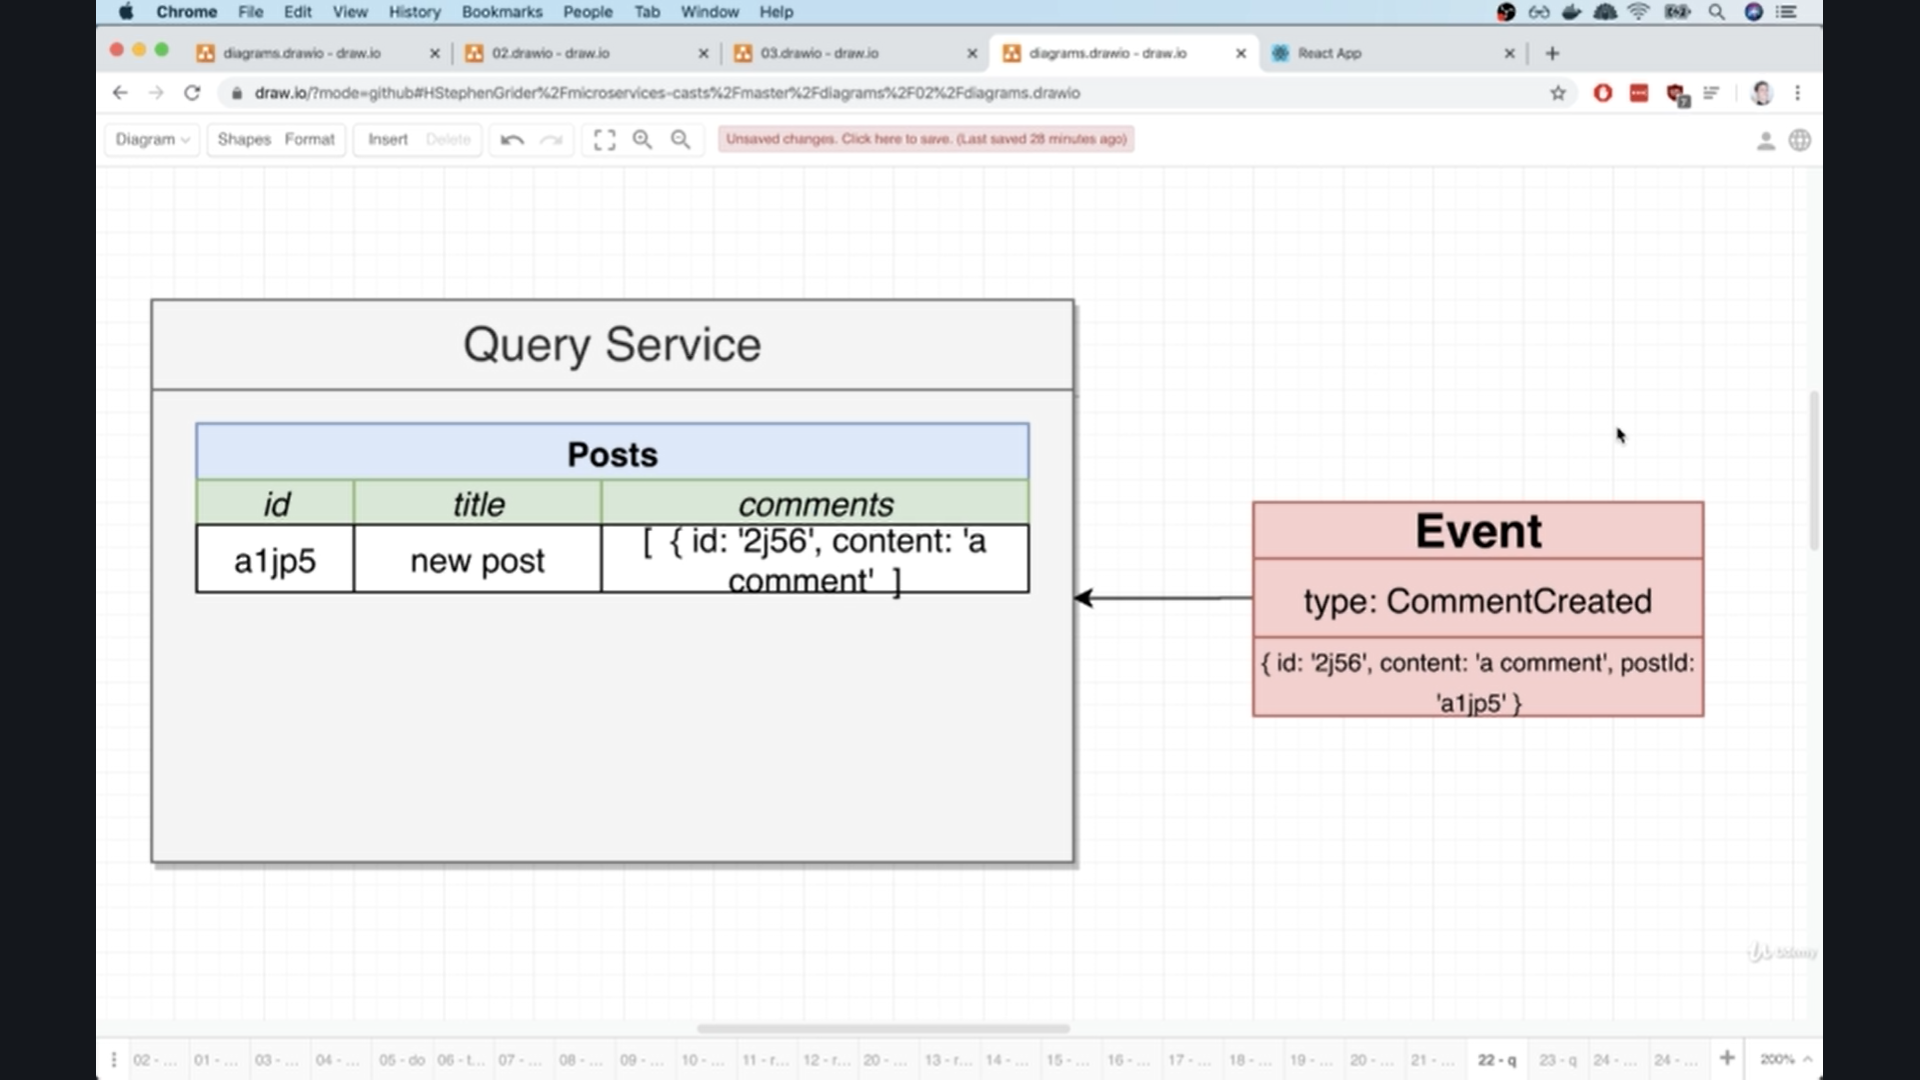 Chrome File Edit View History Bookmarks People Tab Window Help
diagrams.drawio - draw.io 02.drawio - draw.io 03.drawio - draw.io diagrams.drawio - draw.io React App
draw.io/?mode=github#HStephenGrider%2Fmicroservices-casts%2Fmaster%2Fdiagrams%2F02%2Fdiagrams.drawio
Diagram Shapes Format Insert Delete Unsaved changes. Click here to save. (Last saved 28 minutes ago)
Query Service
Posts
id title comments
a1jp5 new post [ { id: '2j56', content: 'a
comment' ]
Event
type: CommentCreated
{ id: '2j56', content: 'a comment', postId:
'a1jp5' }
Udemy
02 - ... 01 - ... 03 - ... 04 - ... 05 - do 06 - t... 07 - ... 08 - ... 09 - ... 10 - ... 11 - r... 12 - r... 20 - ... 13 - r... 14 - ... 15 - ... 16 - ... 17 - ... 18 - ... 19 - ... 20 - ... 21 - ... 22 - q 23 - q 24 - ... 24 - ... 200%